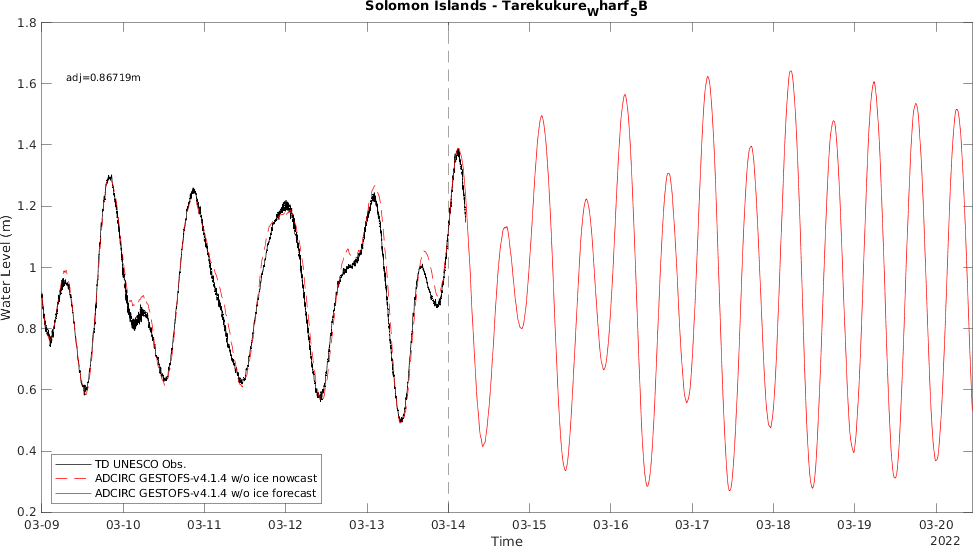 Solomon Islands - Tarekukure_Wharf_SB
1.8
1.6
1.4
1.2
1
0.8
0.6
0.4
0.2
Water Level (m)
adj=0.86719m
TD UNESCO Obs.
ADCIRC GESTOFS-v4.1.4 w/o ice nowcast
ADCIRC GESTOFS-v4.1.4 w/o ice forecast
03-09 03-10 03-11 03-12 03-13 03-14 03-15 03-16 03-17 03-18 03-19 03-20
Time
2022